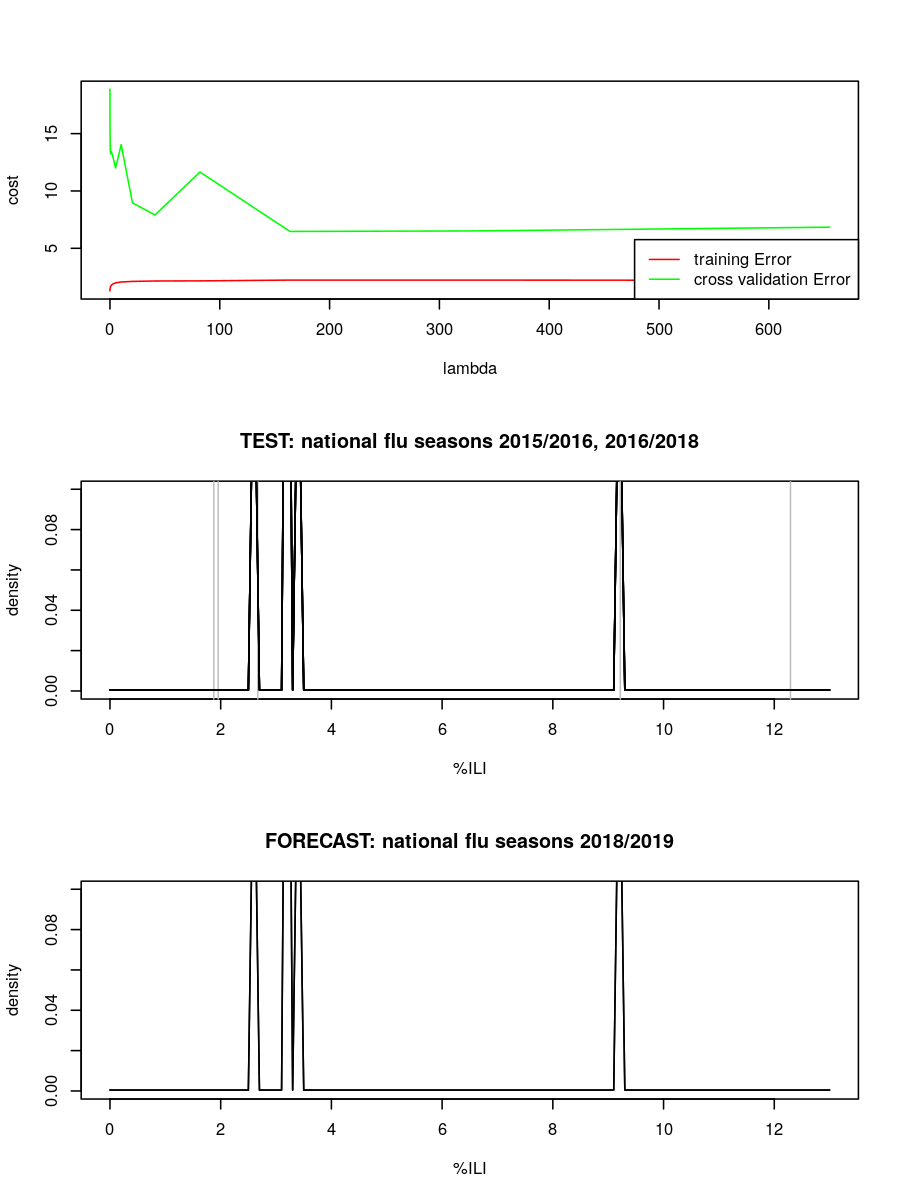 15
10
5
cost
training Error
cross validation Error
0 100 200 300 400 500 600
lambda
TEST: national flu seasons 2015/2016, 2016/2018
0.08
0.04
0.00
density
0 2 4 6 8 10 12
%ILI
FORECAST: national flu seasons 2018/2019
0.08
0.04
0.00
density
0 2 4 6 8 10 12
%ILI